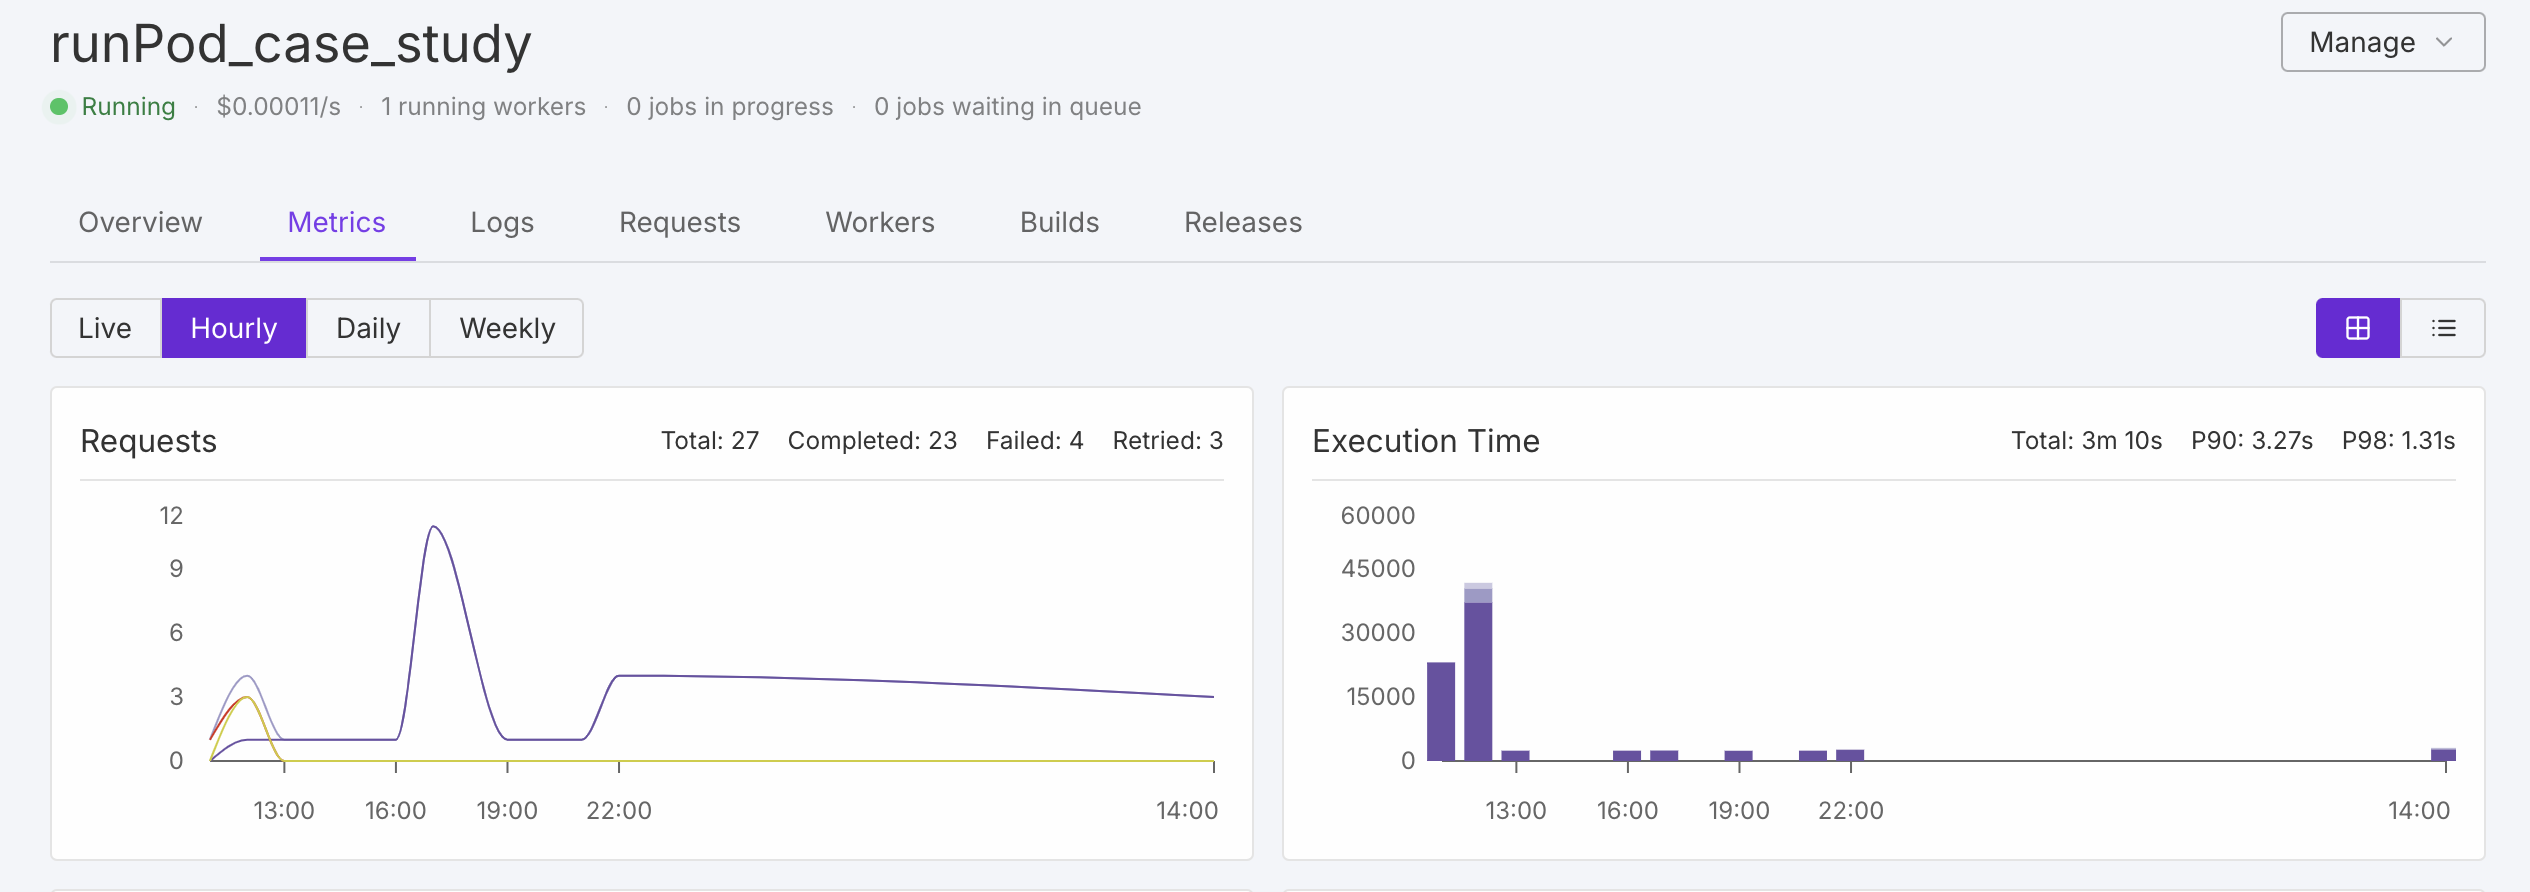 runPod_case_study
Manage
Running · $0.00011/s · 1 running workers · 0 jobs in progress · 0 jobs waiting in queue
Overview Metrics Logs Requests Workers Builds Releases
Live Hourly Daily Weekly
Requests Total: 27 Completed: 23 Failed: 4 Retried: 3
12
9
6
3
0
13:00 16:00 19:00 22:00 14:00
Execution Time Total: 3m 10s P90: 3.27s P98: 1.31s
60000
45000
30000
15000
0
13:00 16:00 19:00 22:00 14:00